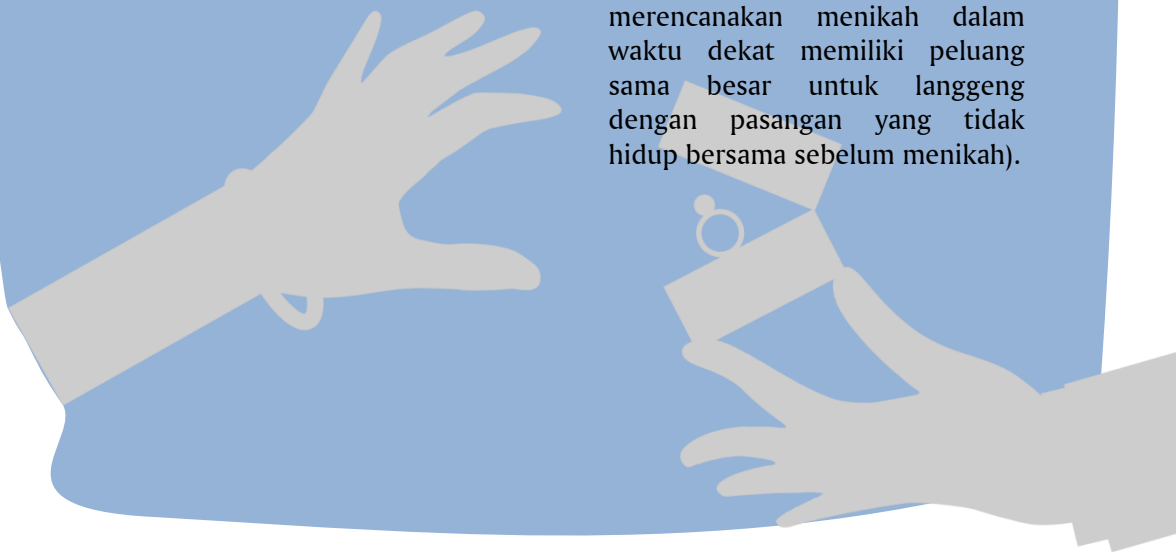 merencanakan menikah dalam
waktu dekat memiliki peluang
sama besar untuk langgeng
dengan pasangan yang tidak
hidup bersama sebelum menikah).